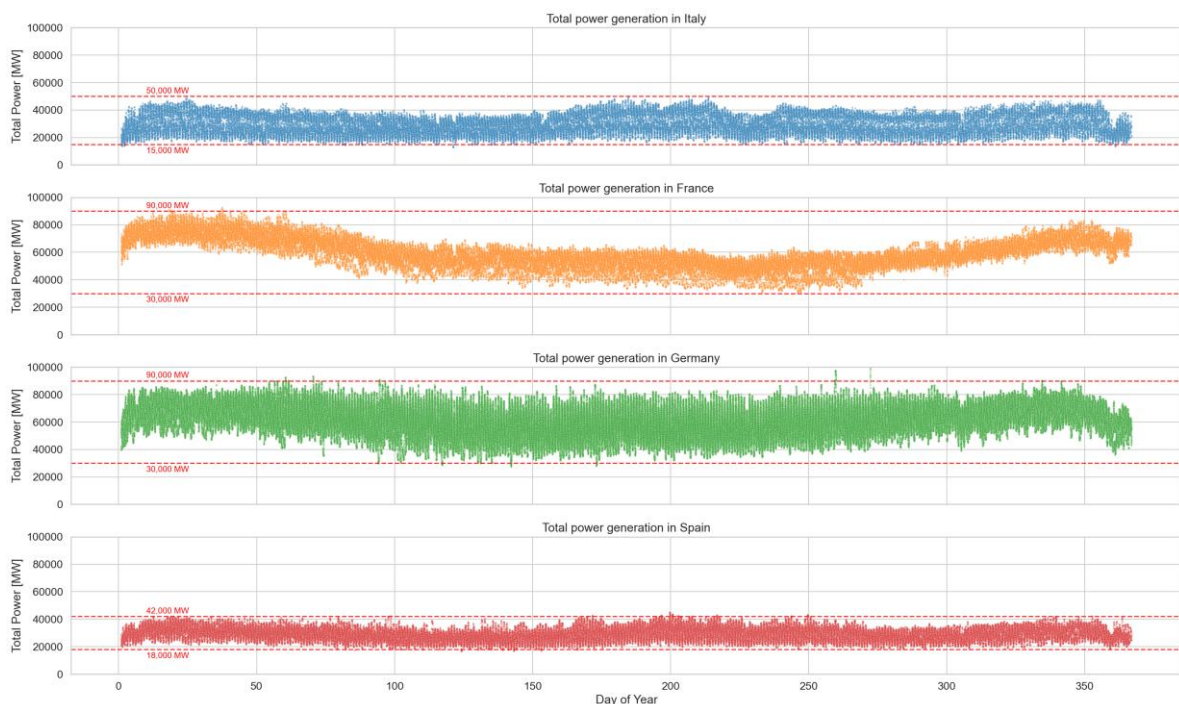 Total power generation in Italy
Total Power [MW]
100000
80000
60000
40000
20000
0
50,000 MW
15,000 MW
Total power generation in France
Total Power [MW]
100000
80000
60000
40000
20000
0
90,000 MW
30,000 MW
Total power generation in Germany
Total Power [MW]
100000
80000
60000
40000
20000
0
90,000 MW
30,000 MW
Total power generation in Spain
Total Power [MW]
100000
80000
60000
40000
20000
0
42,000 MW
18,000 MW
0 50 100 150 200 250 300 350
Day of Year